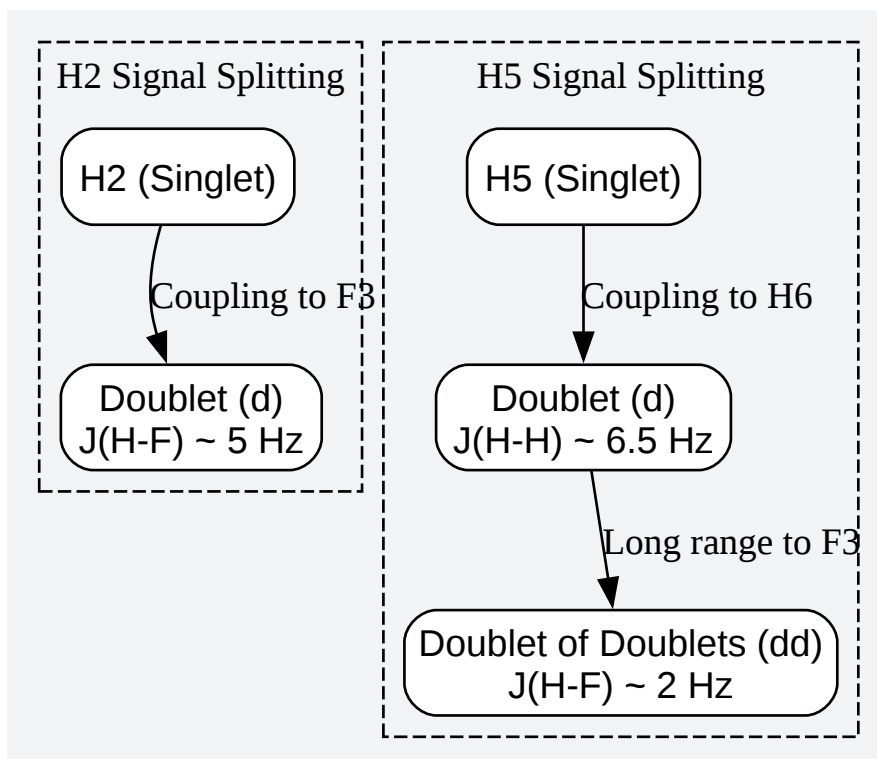 H2 Signal Splitting
H2 (Singlet)
Coupling to F3
Doublet (d)
J(H-F) ~ 5 Hz
H5 Signal Splitting
H5 (Singlet)
Coupling to H6
Doublet (d)
J(H-H) ~ 6.5 Hz
Long range to F3
Doublet of Doublets (dd)
J(H-F) ~ 2 Hz